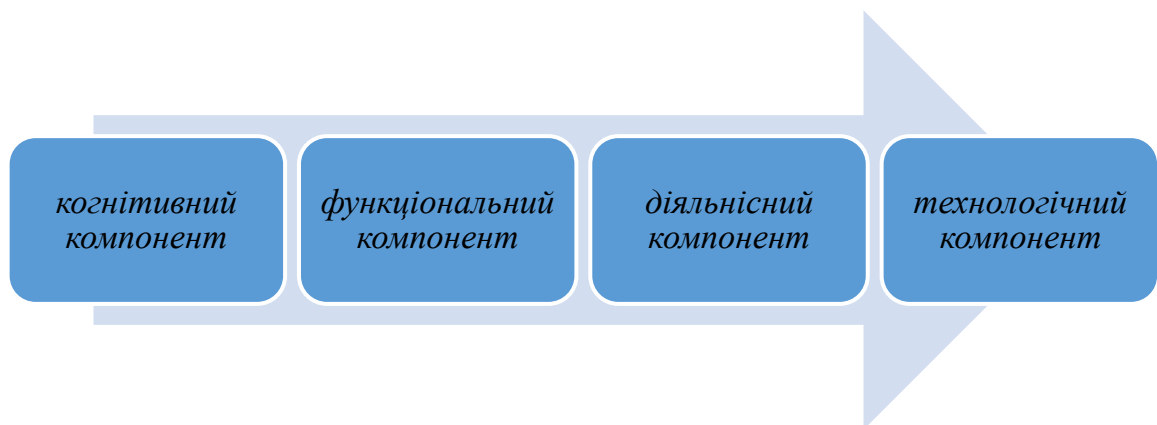 когнітивний
компонент
функціональний
компонент
діяльнісний
компонент
технологічний
компонент